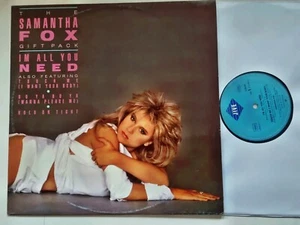 THE
SAMANTHA
FOX
GIFT PACK
IM ALL YOU
NEED
ALSO FEATURING
TOUCH ME
(I WANT YOUR BODY)
DO YA DO YA
(WANNA PLEASE ME)
HOLD ON TIGHT